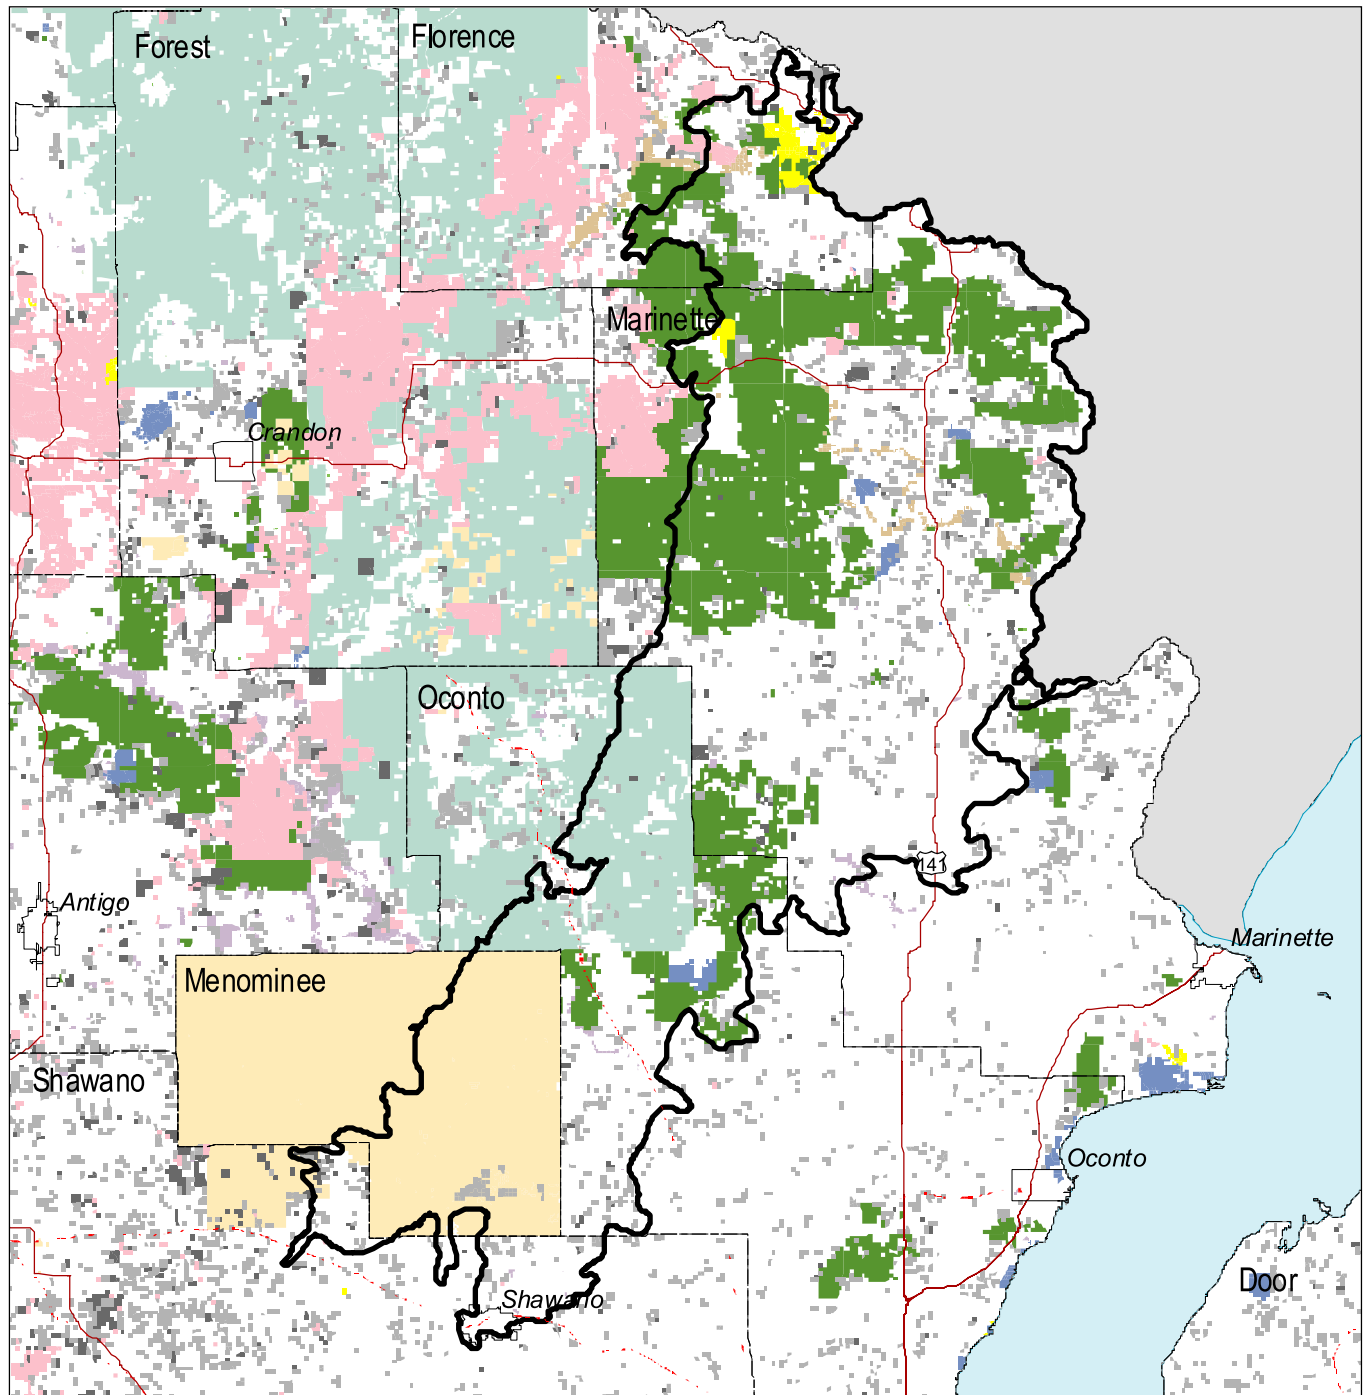 Forest
Florence
Marinette
Crandon
Oconto
141
Antigo
Marinette
Menominee
Shawano
Oconto
Door
Shawano